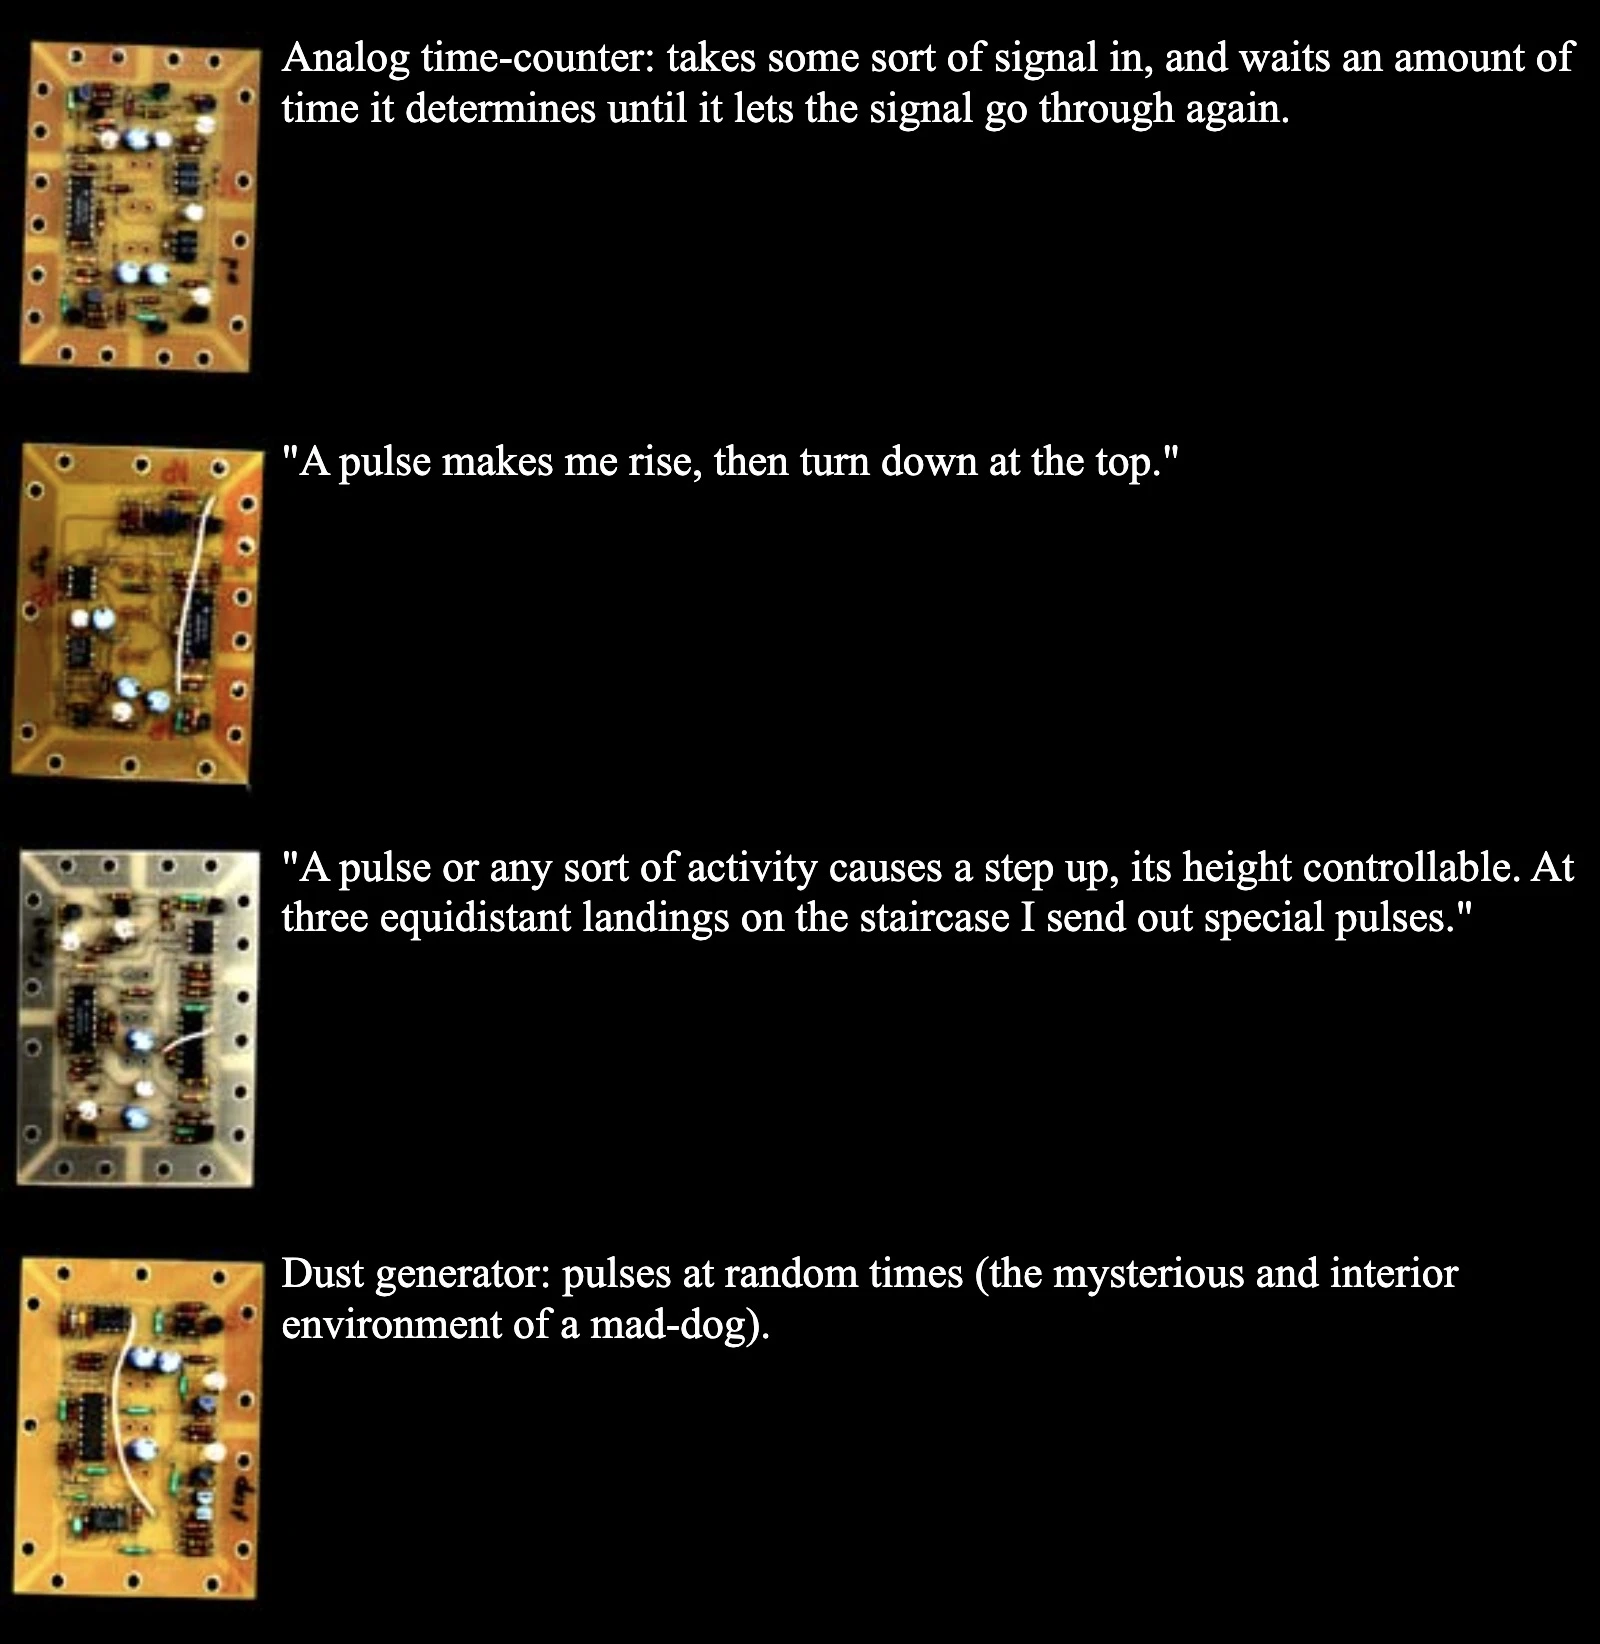 Analog time-counter: takes some sort of signal in, and waits an amount of
time it determines until it lets the signal go through again.
"A pulse makes me rise, then turn down at the top."
"A pulse or any sort of activity causes a step up, its height controllable. At
three equidistant landings on the staircase I send out special pulses."
Dust generator: pulses at random times (the mysterious and interior
environment of a mad-dog).